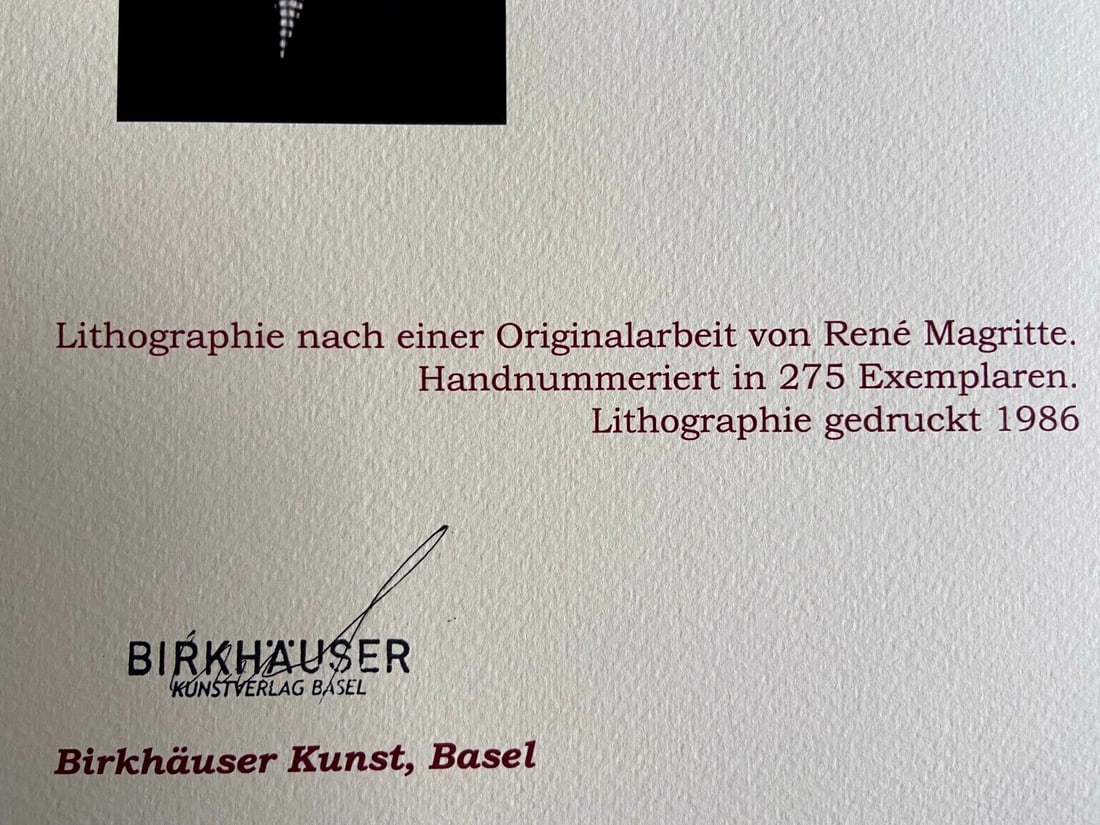 Lithographie nach einer Originalarbeit von René Magritte.
Handnummeriert in 275 Exemplaren.
Lithographie gedruckt 1986
BIRKHÄUSER
KUNSTVERLAG BASEL
Birkhäuser Kunst, Basel